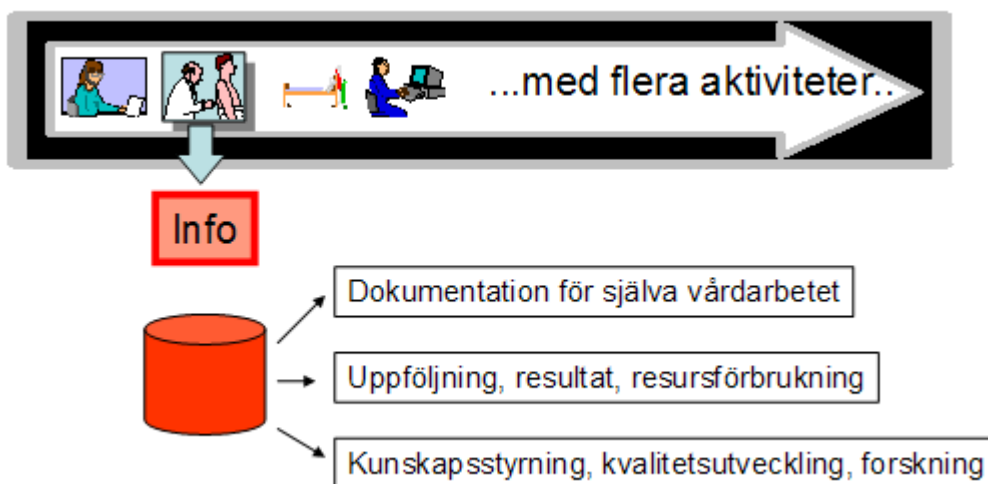 ...med flera aktiviteter..
Info
Dokumentation för själva vårdarbetet
Uppföljning, resultat, resursförbrukning
Kunskapsstyrning, kvalitetsutveckling, forskning